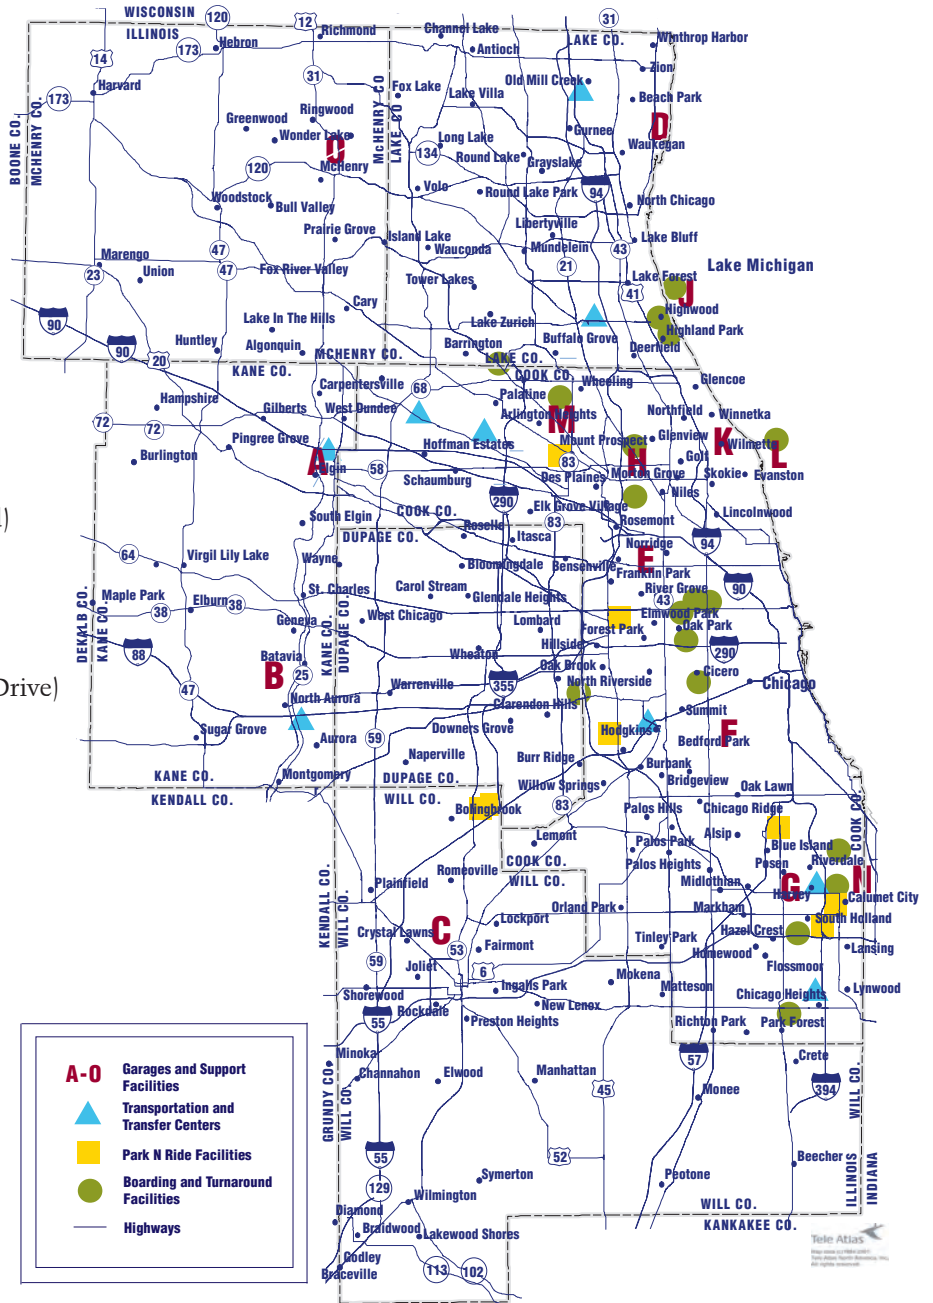 WISCONSIN
ILLINOIS
120
12
31
Richmond
Channel Lake
LAKE CO.
Winthrop Harbor
14
173
Hebron
Antioch
Zion
Harvard
31
Fox Lake
Old Mill Creek
173
Ringwood
Lake Villa
Beach Park
BOONE CO.
MCHENRY CO.
MCHENRY CO
LAKE CO.
Greenwood
Wonder Lake
O
Long Lake
Gurnee
D
134
Round Lake
Grayslake
Waukegan
120
McHenry
Volo
Round Lake Park
94
Woodstock
Bull Valley
North Chicago
Prairie Grove
Island Lake
Libertyville
Lake Bluff
47
Wauconda
Mundelein
43
Marengo
Union
47
Fox River Valley
21
Lake Michigan
23
Tower Lakes
Lake Forest
41
J
Cary
Highwood
90
Lake In The Hills
Lake Zurich
Highland Park
90
Huntley
Algonquin
Barrington
Buffalo Grove
Deerfield
20
MCHENRY CO.
KANE CO.
LAKE CO.
COOK CO.
Carpentersville
68
Wheeling
Glencoe
Hampshire
Gilberts
West Dundee
Palatine
Arlington Heights
Northfield
Winnetka
72
72
Pingree Grove
Hoffman Estates
M
Mount Prospect
Glenview
K
Wilmette
L
Burlington
A
Elgin
58
Schaumburg
83
H
Golf
Des Plaines
Morton Grove
Skokie
Evanston
290
Niles
South Elgin
COOK CO.
Elk Grove Village
Lincolnwood
l)
DUPAGE CO.
Roselle
83
Rosemont
Itasca
94
64
Virgil Lily Lake
Wayne
Norridge
E
Bloomingdale
Bensenville
Franklin Park
90
Maple Park
St. Charles
Carol Stream
Glendale Heights
River Grove
38
Elburn
38
43
DEKALB CO.
KANE CO.
Geneva
West Chicago
Lombard
Elmwood Park
Forest Park
Oak Park
KANE CO.
DUPAGE CO.
88
Wheaton
Hillside
290
Batavia
B
25
355
Oak Brook
Cicero
Drive)
47
Warrenville
North Riverside
Chicago
North Aurora
Clarendon Hills
Summit
Sugar Grove
Aurora
59
Downers Grove
Hodgkins
F
Bedford Park
Naperville
Burr Ridge
Burbank
KANE CO.
KENDALL CO.
Montgomery
DUPAGE CO.
WILL CO.
Willow Springs
Bridgeview
Oak Lawn
Bolingbrook
83
Palos Hills
Chicago Ridge
COOK CO.
Lemont
Palos Park
Alsip
Blue Island
COOK CO.
WILL CO.
Palos Heights
Posen
Riverdale
Romeoville
Plainfield
Midlothian
G
Harvey
N
Calumet City
KENDALL CO.
WILL CO.
Orland Park
Markham
Lockport
South Holland
Crystal Lawns
C
Hazel Crest
53
Fairmont
Tinley Park
Homewood
Lansing
59
Joliet
6
Flossmoor
Mokena
Shorewood
Ingalls Park
Matteson
Chicago Heights
Lynwood
Rockdale
New Lenox
55
Preston Heights
Richton Park
Park Forest
Minoka
57
Crete
Channahon
Elwood
Manhattan
45
Monee
394
GRUNDY CO.
WILL CO.
WILL CO.
55
52
Beecher
129
Symerton
Peotone
ILLINOIS
INDIANA
Wilmington
Diamond
WILL CO.
KANKAKEE CO.
Braidwood
Lakewood Shores
Godley
Braceville
113
102
A-O
Garages and Support
Facilities
Transportation and
Transfer Centers
Park N Ride Facilities
Boarding and Turnaround
Facilities
Highways
Tele Atlas